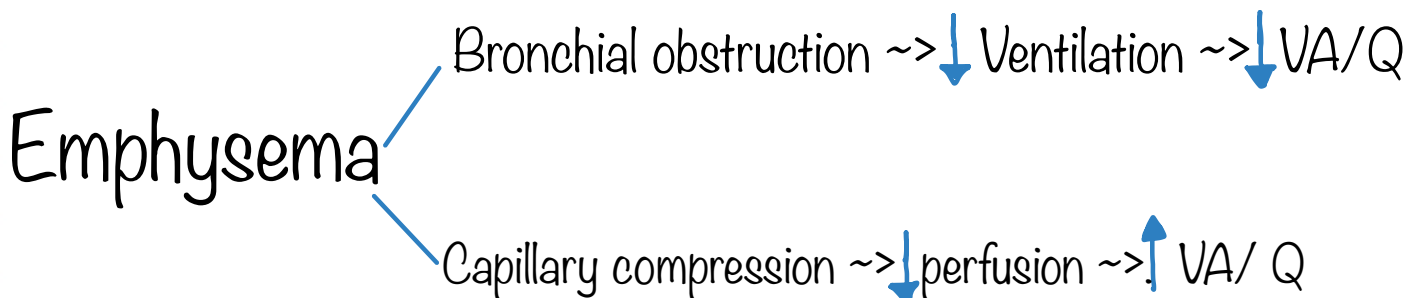 Bronchial obstruction ~> ↓ Ventilation ~> ↓ VA/Q
Emphysema
Capillary compression ~> ↓ perfusion ~>. ↑ VA/ Q